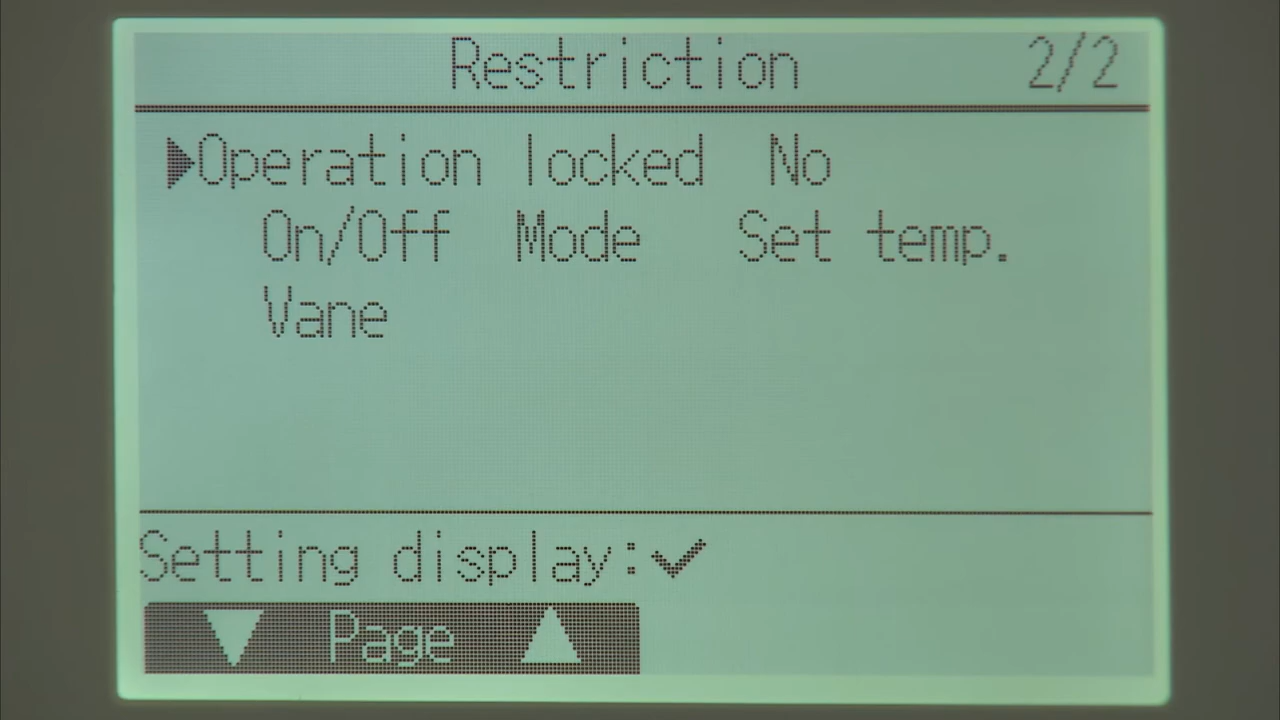 Restriction 2/2
▶Operation locked No
On/Off Mode Set temp.
Vane
Setting display:✓
▼ Page ▲